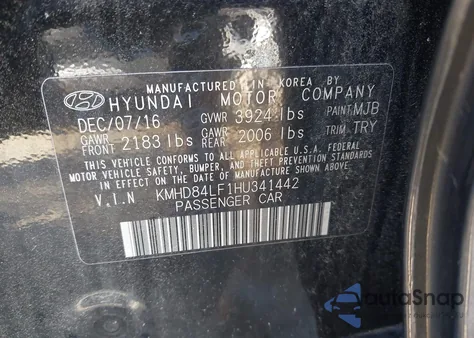 MANUFACTURED IN KOREA BY
HYUNDAI MOTOR COMPANY
DEC/07/16 GVWR 3924 lbs PAINT MJB
GAWR FRONT 2183 lbs GAWR REAR 2006 lbs TRIM TRY
THIS VEHICLE CONFORMS TO ALL APPLICABLE FEDERAL
MOTOR VEHICLE SAFETY, BUMPER, AND THEFT PREVENTION
STANDARDS IN EFFECT ON THE DATE OF MANUFACTURE SHOWN ABOVE.
V.I.N KMHD84LF1HU341442
PASSENGER CAR
autoSnap